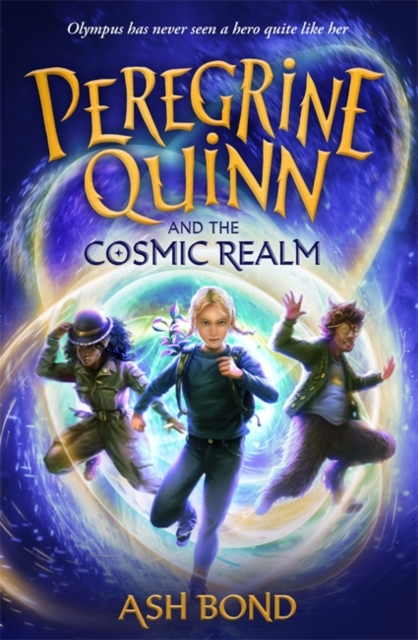 Olympus has never seen a hero quite like her
PEREGRINE
QUINN
AND THE
COSMIC REALM
ASH BOND